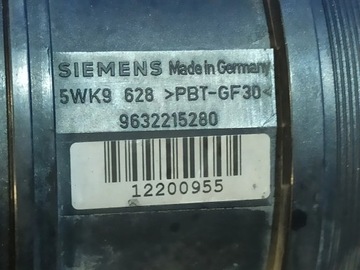 SIEMENS Made in Germany
5WK9 628 >PBT-GF30<
9632215280
12200955